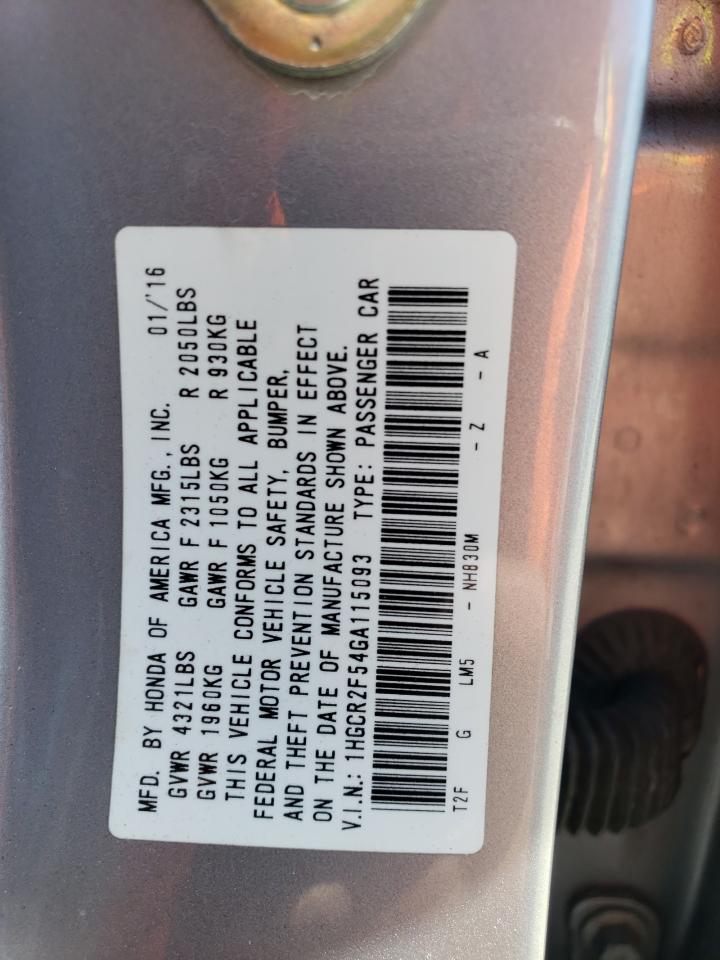 MFD. BY HONDA OF AMERICA MFG., INC. 01/'16
GVWR 4321LBS GAWR F 2315LBS R 2050LBS
GVWR 1960KG GAWR F 1050KG R 930KG
THIS VEHICLE CONFORMS TO ALL APPLICABLE
FEDERAL MOTOR VEHICLE SAFETY, BUMPER,
AND THEFT PREVENTION STANDARDS IN EFFECT
ON THE DATE OF MANUFACTURE SHOWN ABOVE.
V.I.N.: 1HGCR2F54GA115093 TYPE: PASSENGER CAR
T2F G LM5 - NH830M - Z - A